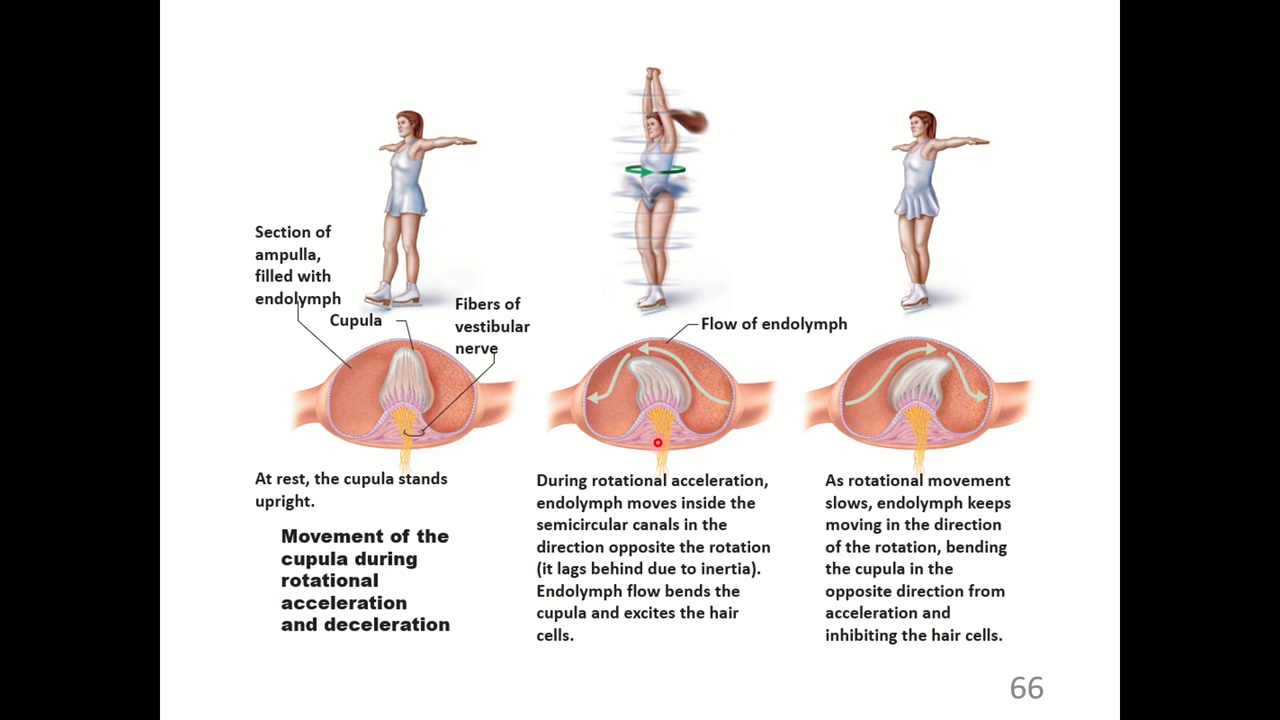 Section of
ampulla,
filled with
endolymph
Cupula
Fibers of
vestibular
nerve
Flow of endolymph
At rest, the cupula stands
upright.
Movement of the
cupula during
rotational
acceleration
and deceleration
During rotational acceleration,
endolymph moves inside the
semicircular canals in the
direction opposite the rotation
(it lags behind due to inertia).
Endolymph flow bends the
cupula and excites the hair
cells.
As rotational movement
slows, endolymph keeps
moving in the direction
of the rotation, bending
the cupula in the
opposite direction from
acceleration and
inhibiting the hair cells.
66